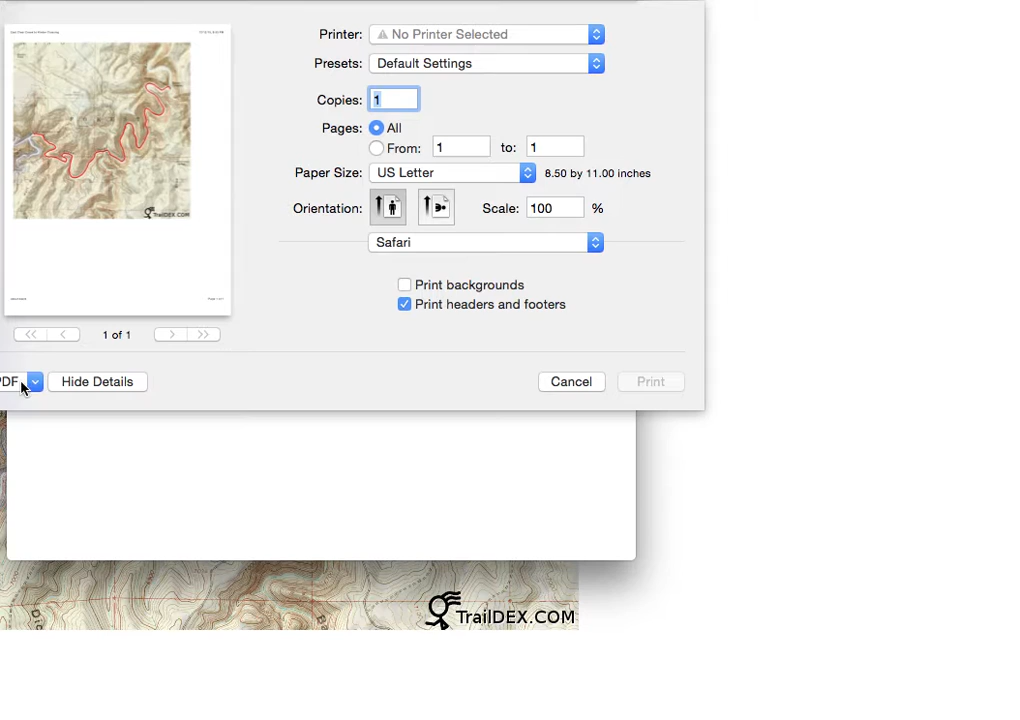 Printer: No Printer Selected
Presets: Default Settings
Copies: 1
Pages: All
From: 1 to: 1
Paper Size: US Letter 8.50 by 11.00 inches
Orientation: Scale: 100 %
Safari
Print backgrounds
Print headers and footers
TrailDEX.COM
<< < 1 of 1 > >>
PDF Hide Details Cancel Print
TrailDEX.COM